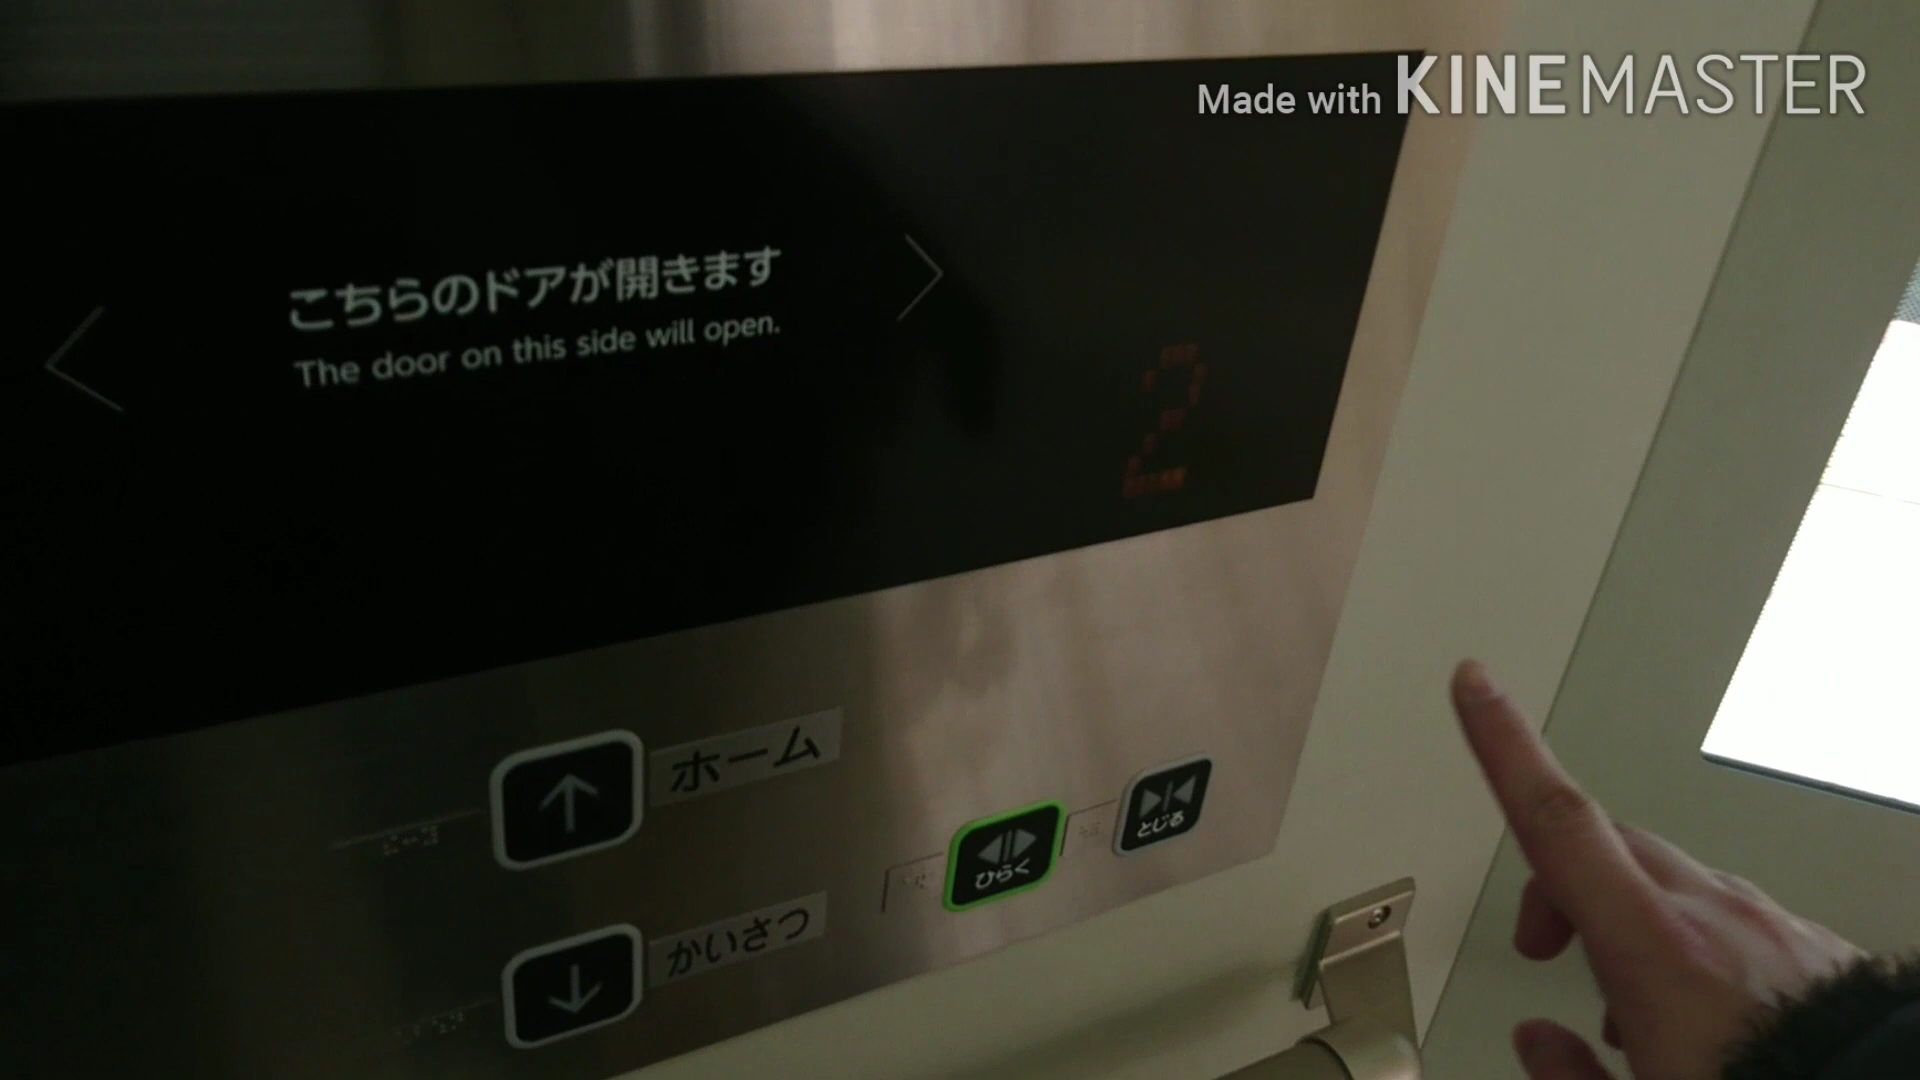 Made with KINEMASTER
こちらのドアが開きます
The door on this side will open.
2
ホーム
ひらく
とじる
かいさつ